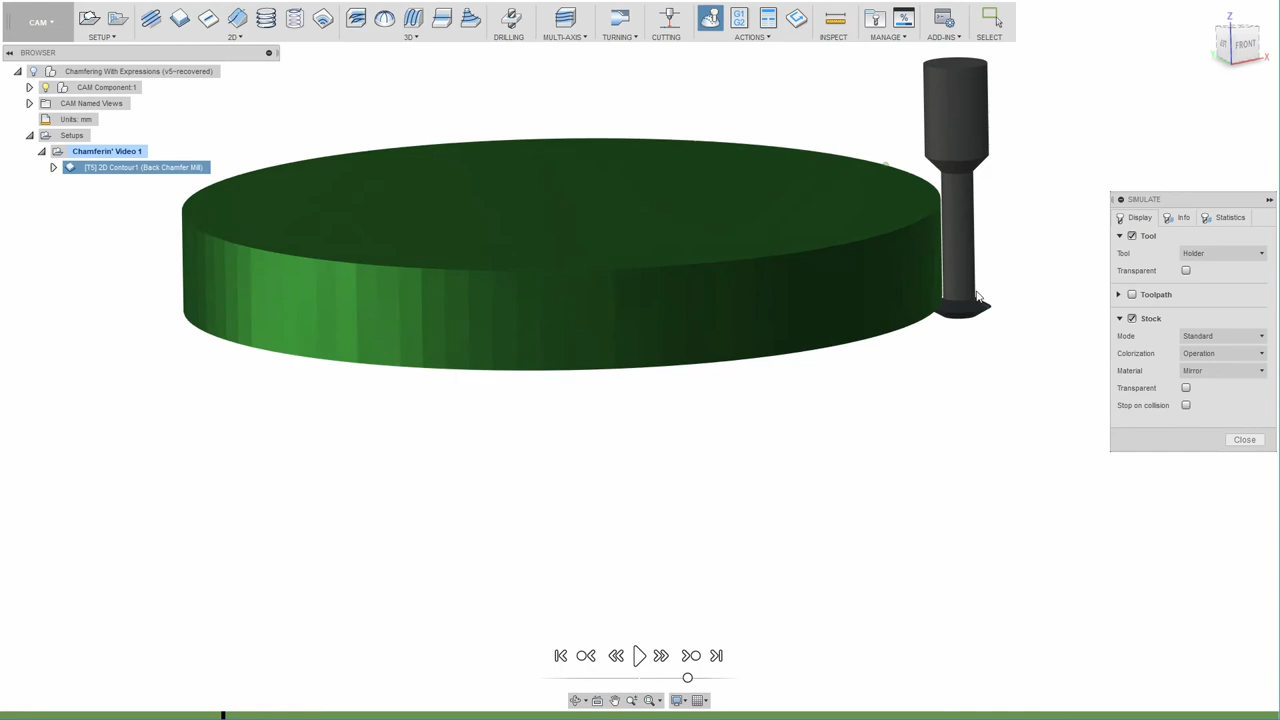 CAM
SETUP
2D
3D
DRILLING
MULTI-AXIS
TURNING
CUTTING
G1
G2
ACTIONS
INSPECT
MANAGE
ADD-INS
SELECT
Z
FRONT
X
BROWSER
Chamfering With Expressions (v5~recovered)
CAM Component:1
CAM Named Views
Units: mm
Setups
Chamferin' Video 1
[T5] 2D Contour1 (Back Chamfer Mill)
SIMULATE
Display Info Statistics
Tool
Tool Holder
Transparent
Toolpath
Stock
Mode Standard
Colorization Operation
Material Mirror
Transparent
Stop on collision
Close